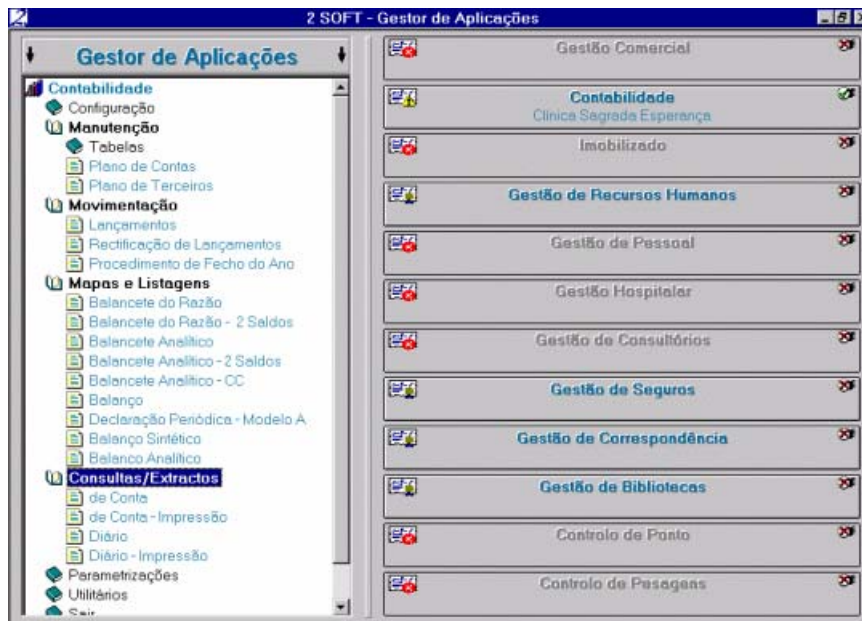 2 SOFT - Gestor de Aplicações
Gestor de Aplicações
Contabilidade
Configuração
Manutenção
Tabelas
Plano de Contas
Plano de Terceiros
Movimentação
Lançamentos
Rectificação de Lançamentos
Procedimento de Fecho do Ano
Mapas e Listagens
Balancete do Razão
Balancete do Razão - 2 Saldos
Balancete Analítico
Balancete Analítico - 2 Saldos
Balancete Analítico - CC
Balanço
Declaração Periódica - Modelo A
Balanço Sintético
Balanco Analítico
Consultas/Extractos
de Conta
de Conta - Impressão
Diário
Diário - Impressão
Parametrizações
Utilitários
Sair
Gestão Comercial
Contabilidade
Clínica Sagrada Esperança
Imobilizado
Gestão de Recursos Humanos
Gestão de Pessoal
Gestão Hospitalar
Gestão de Consultórios
Gestão de Seguros
Gestão de Correspondência
Gestão de Bibliotecas
Controlo de Ponto
Controlo de Pesagens